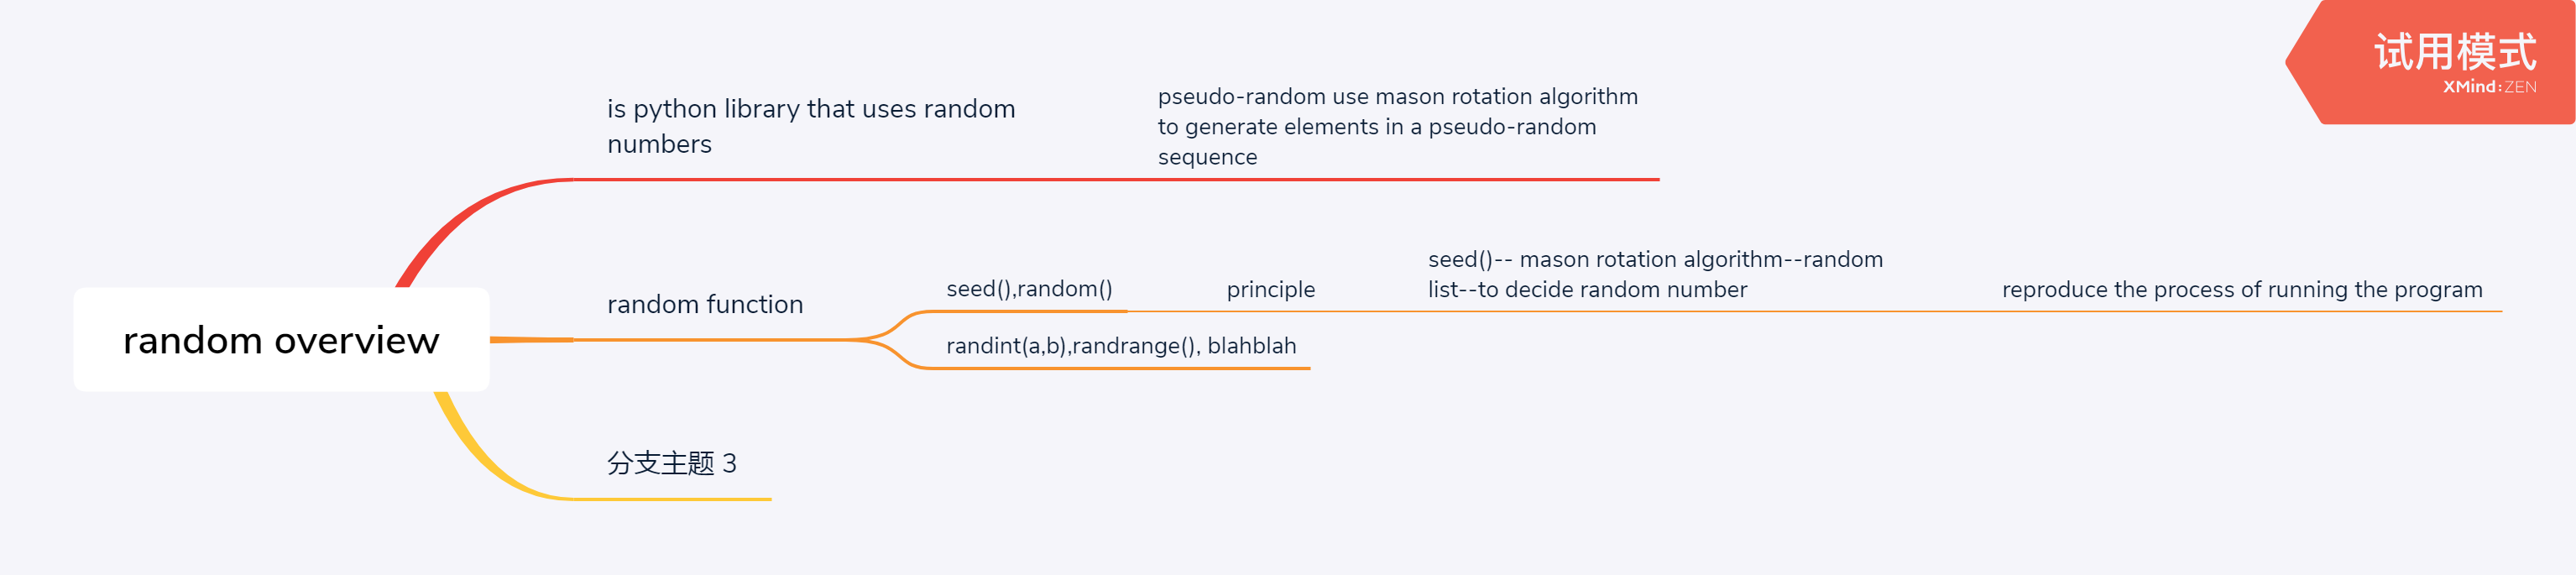 试用模式
XMind:ZEN
is python library that uses random
numbers
pseudo-random use mason rotation algorithm
to generate elements in a pseudo-random
sequence
random overview
random function
seed(),random()
principle
seed()-- mason rotation algorithm--random
list--to decide random number
reproduce the process of running the program
randint(a,b),randrange(), blahblah
分支主题 3